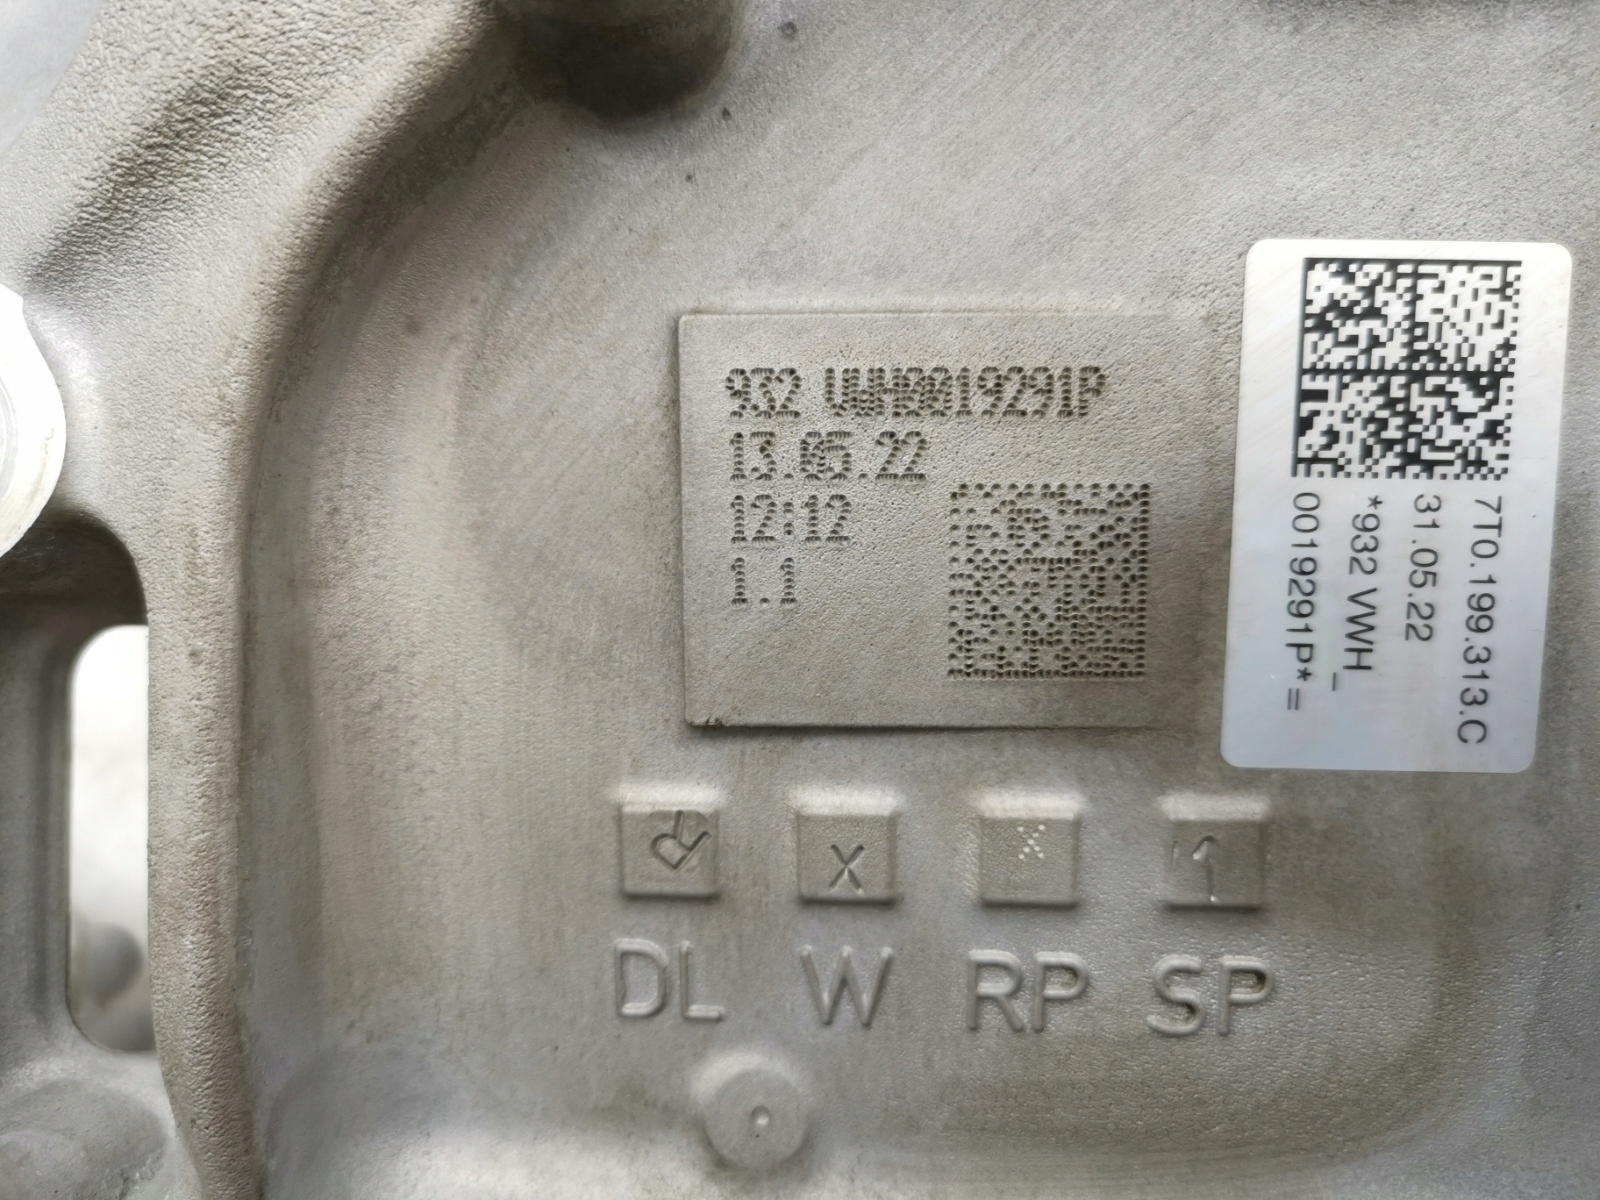 932 VWH0019291P
13.05.22
12:12
1.1
7T0.199.313.C
31.05.22
*932 VWH_
0019291P*=
X
X
1
DL W RP SP